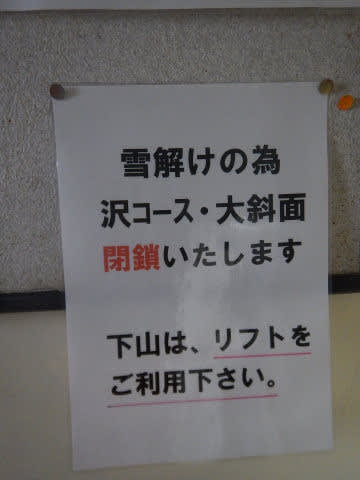 雪解けの為
沢コース・大斜面
閉鎖いたします
下山は、リフトを
ご利用下さい。